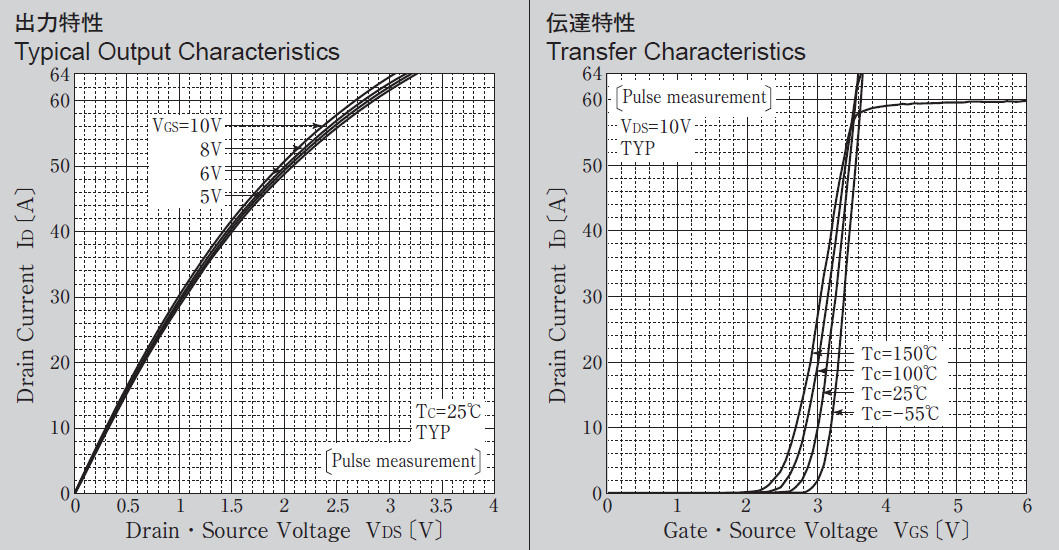 出力特性
Typical Output Characteristics
64
60
50
40
30
20
10
0
Drain Current ID〔A〕
VGS=10V
8V
6V
5V
TC=25℃
TYP
〔Pulse measurement〕
0 0.5 1 1.5 2 2.5 3 3.5 4
Drain・Source Voltage VDS〔V〕
伝達特性
Transfer Characteristics
64
60
50
40
30
20
10
0
Drain Current ID〔A〕
〔Pulse measurement〕
VDS=10V
TYP
Tc=150℃
Tc=100℃
Tc=25℃
Tc=-55℃
0 1 2 3 4 5 6
Gate・Source Voltage VGS〔V〕